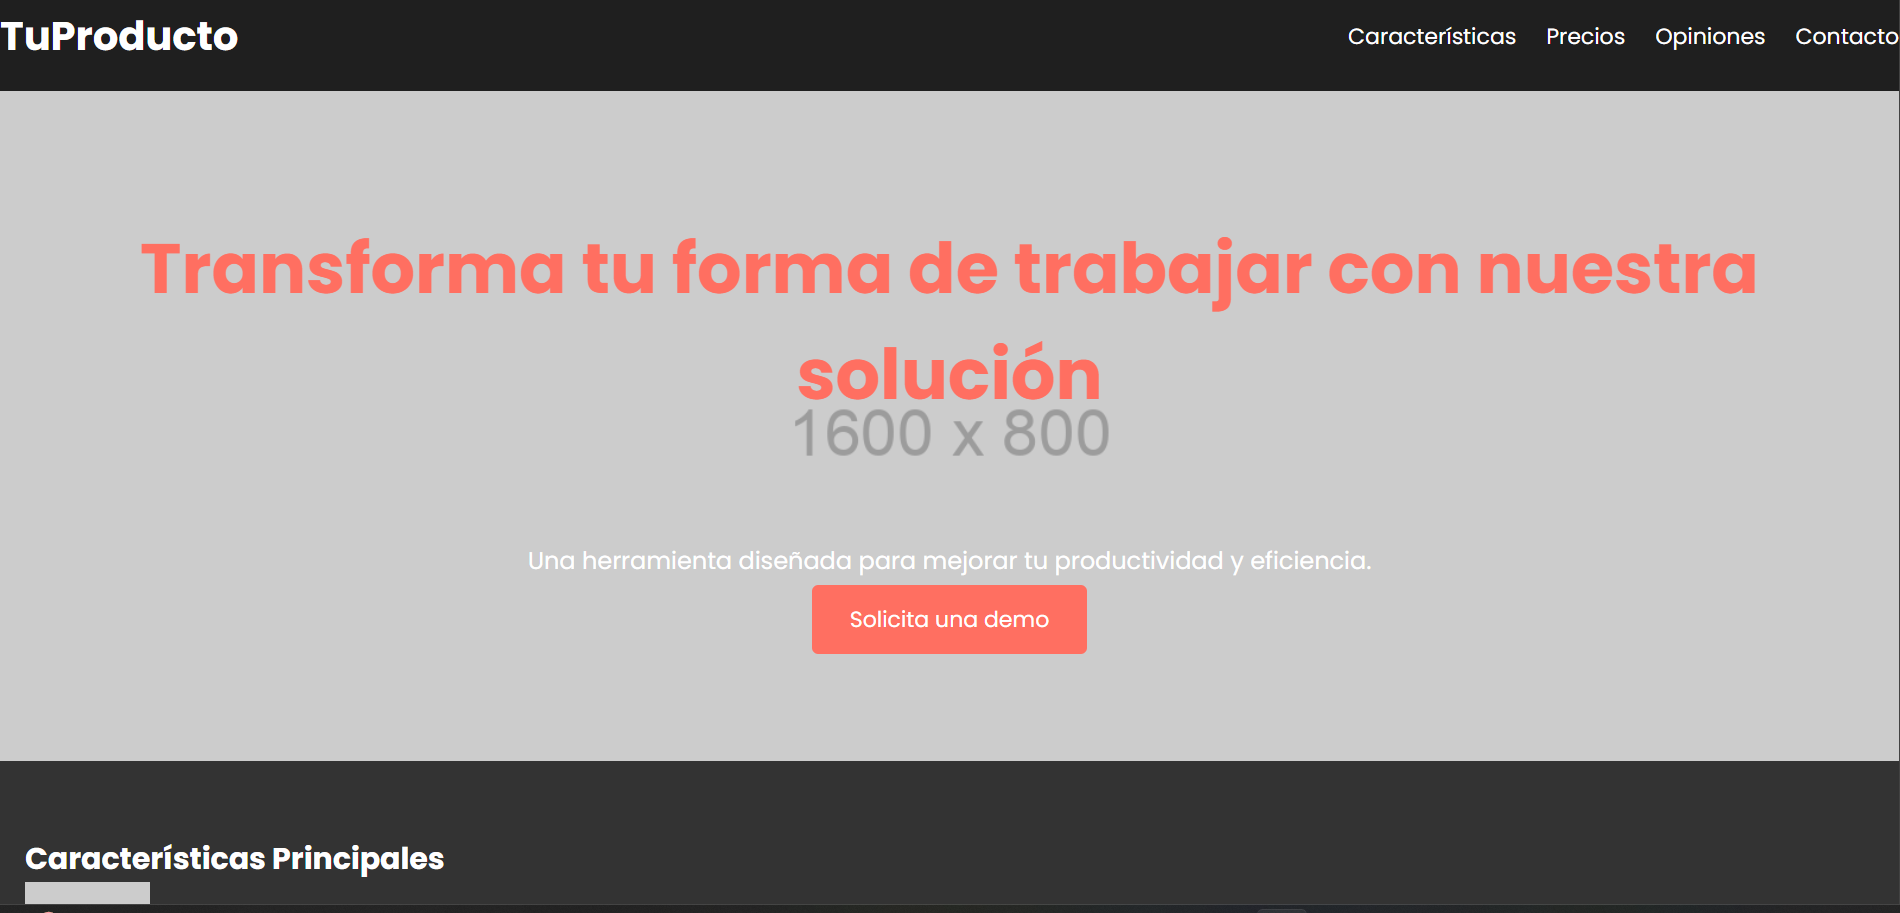 TuProducto
Características Precios Opiniones Contacto
Transforma tu forma de trabajar con nuestra
solución
1600 x 800
Una herramienta diseñada para mejorar tu productividad y eficiencia.
Solicita una demo
Características Principales